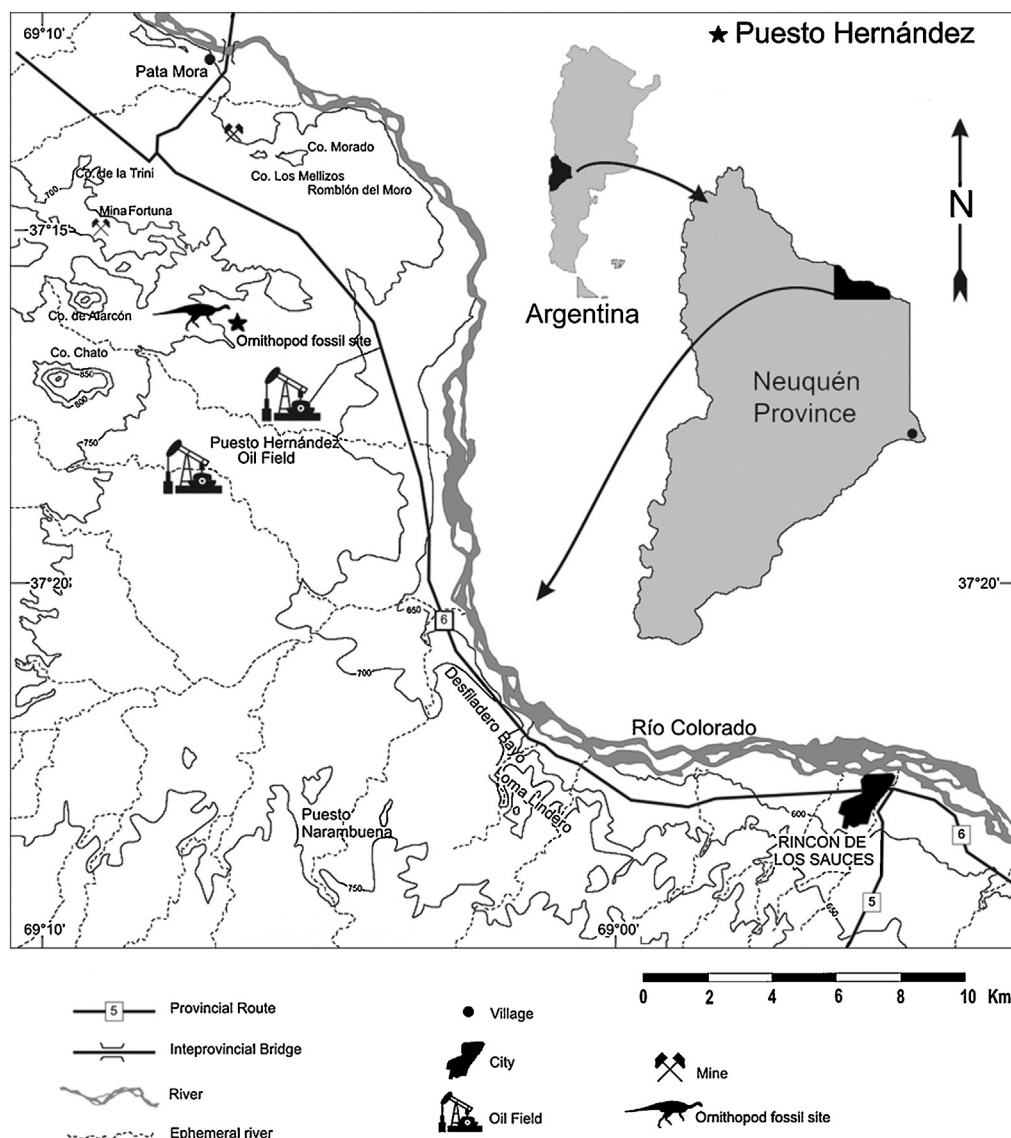 69°10'
Puesto Hernández
Pata Mora
Co. Morado
Co. de la Trini
Co. Los Mellizos
Romblón del Moro
700
Mina Fortuna
37°15'
N
Argentina
Co. de Alarcón
Ornithopod fossil site
Co. Chato
850
800
750
Neuquén
Province
Puesto Hernández
Oil Field
37°20'
37°20'
650
6
700
Desfiladero Bayo
Loma Lindero
Río Colorado
Puesto
Narambuena
600
RINCON DE
LOS SAUCES
6
750
650
5
69°10'
69°00'
0 2 4 6 8 10 Km
5
Provincial Route
Village
Inteprovincial Bridge
City
Mine
River
Oil Field
Ornithopod fossil site
Ephemeral river